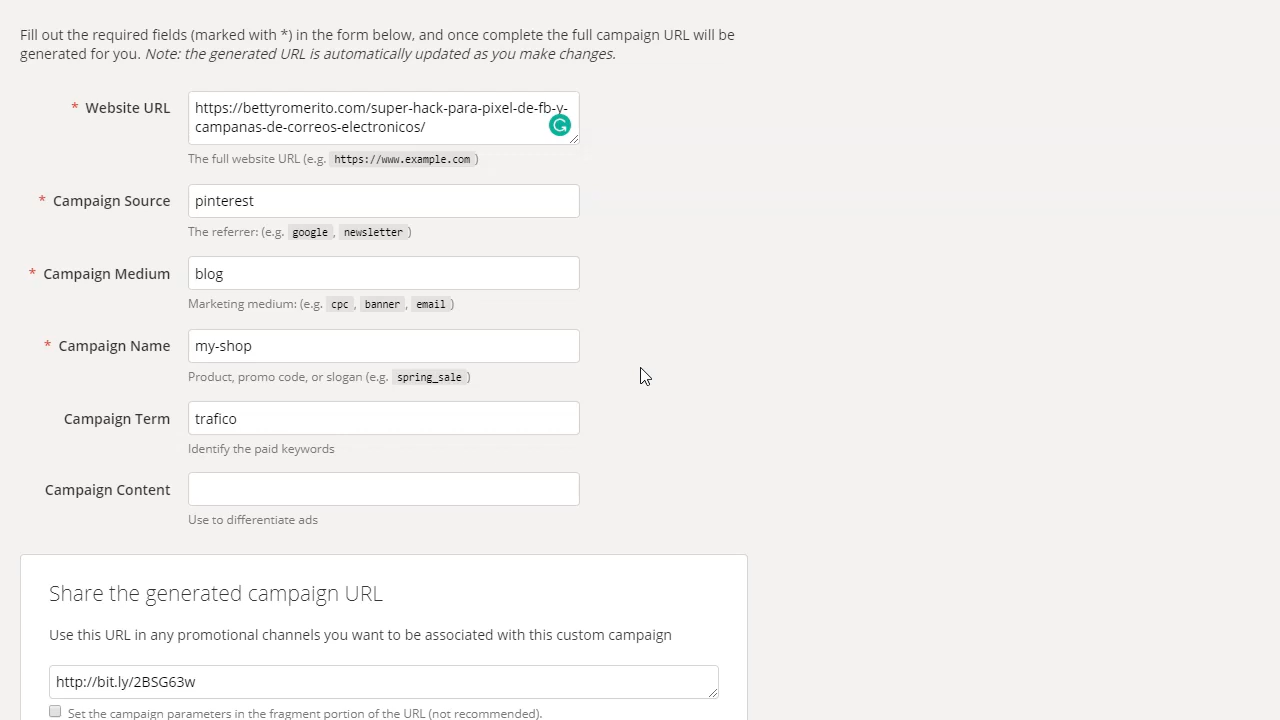 Fill out the required fields (marked with *) in the form below, and once complete the full campaign URL will be
generated for you. Note: the generated URL is automatically updated as you make changes.
* Website URL
https://bettyromerito.com/super-hack-para-pixel-de-fb-y-
campanas-de-correos-electronicos/
The full website URL (e.g. https://www.example.com )
* Campaign Source
pinterest
The referrer: (e.g. google , newsletter )
* Campaign Medium
blog
Marketing medium: (e.g. cpc , banner , email )
* Campaign Name
my-shop
Product, promo code, or slogan (e.g. spring_sale )
Campaign Term
trafico
Identify the paid keywords
Campaign Content
Use to differentiate ads
Share the generated campaign URL
Use this URL in any promotional channels you want to be associated with this custom campaign
http://bit.ly/2BSG63w
Set the campaign parameters in the fragment portion of the URL (not recommended).